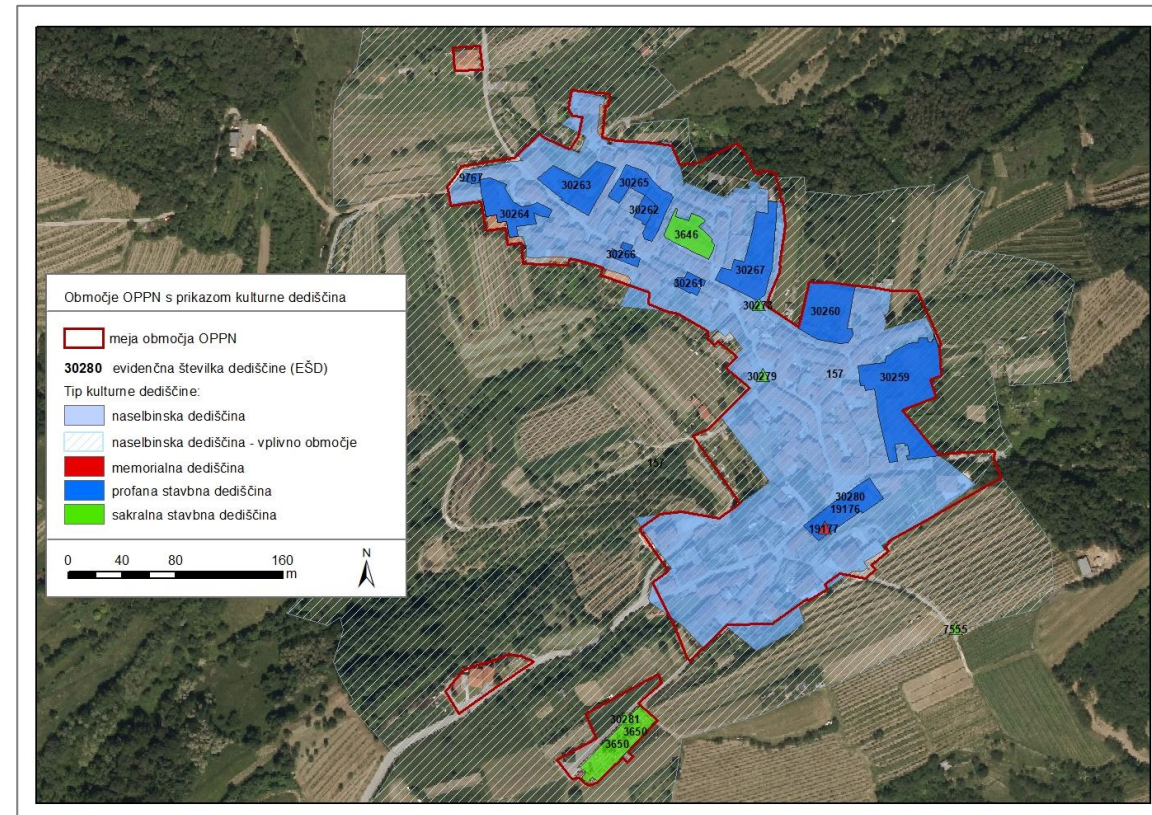 9767
30263
30265
30264
30262
3646
30266
30267
30261
30278
30260
30279
157
30259
157
30280
19176
19177
7555
30281
3650
3650
Območje OPPN s prikazom kulturne dediščina
meja območja OPPN
30280 evidenčna številka dediščine (EŠD)
Tip kulturne dediščine:
naselbinska dediščina
naselbinska dediščina - vplivno območje
memorialna dediščina
profana stavbna dediščina
sakralna stavbna dediščina
0 40 80 160
m
N